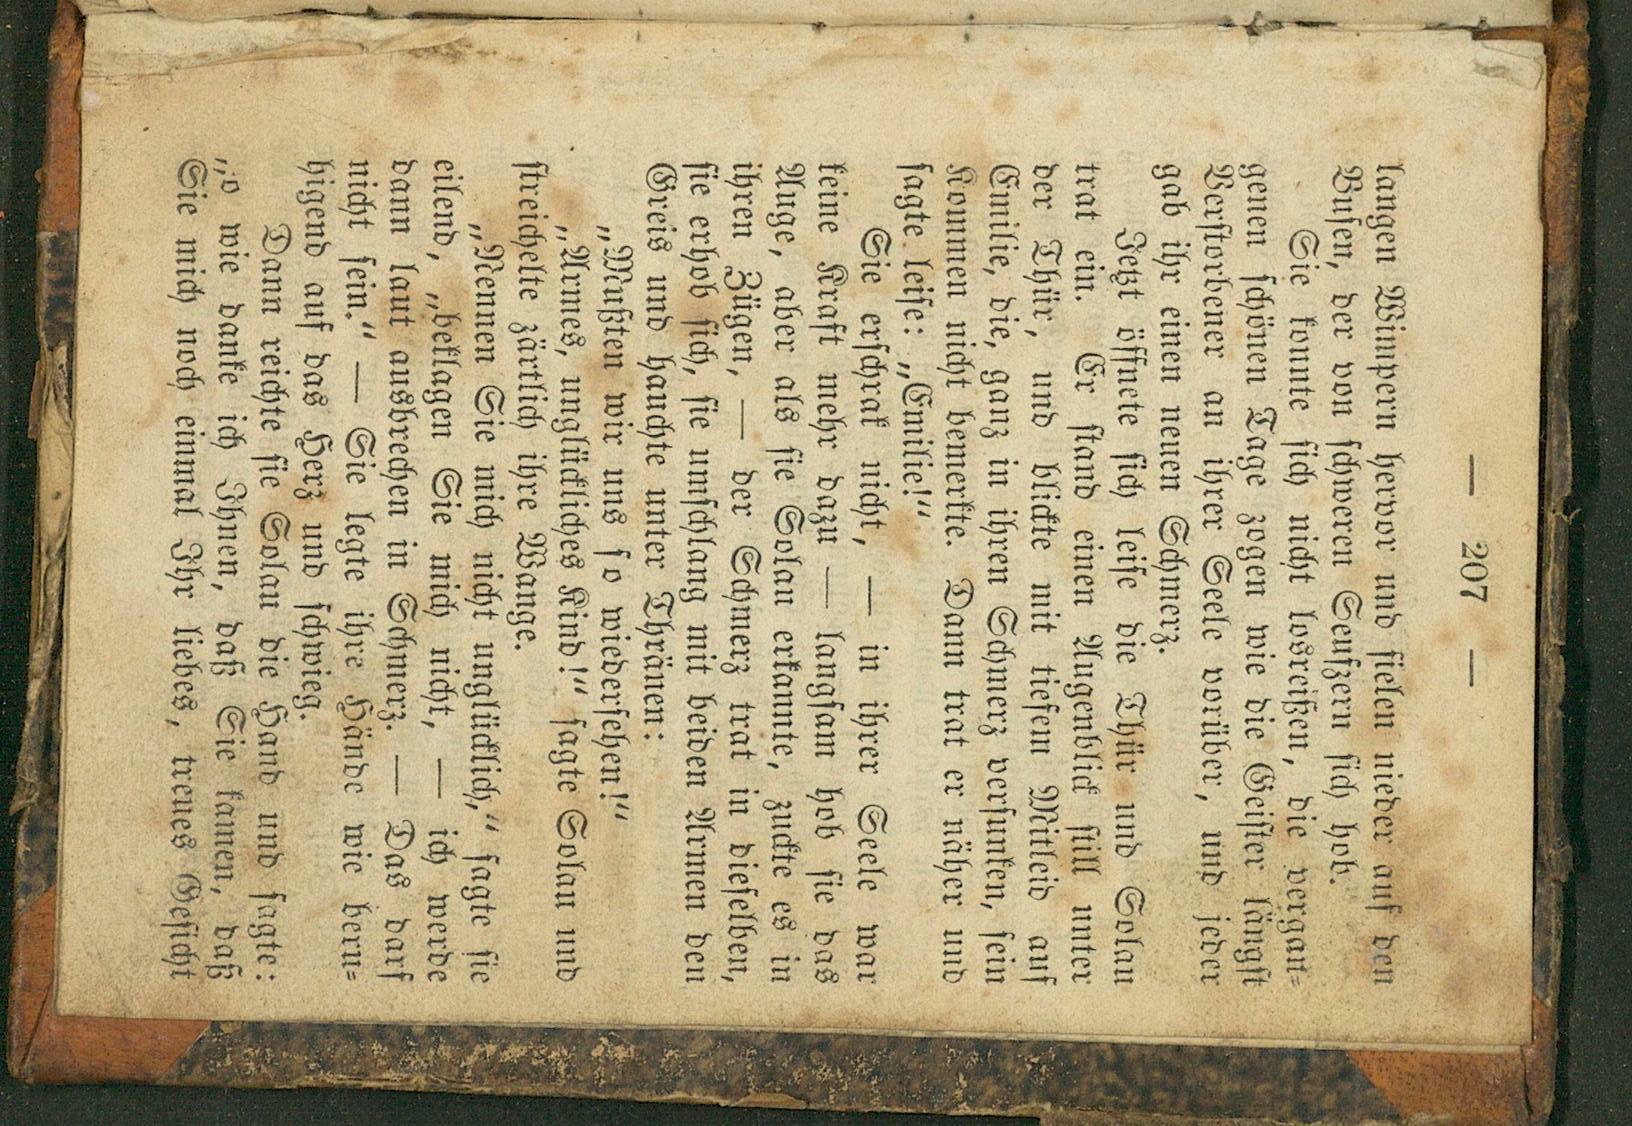 — 207 —
langen Wimpern hervor und fielen nieder auf den
Busen, der von schweren Seufzern sich hob.
Sie konnte sich nicht losreißen, die vergan-
genen schönen Tage zogen wie die Geister längst
Verstorbener an ihrer Seele vorüber, und jeder
gab ihr einen neuen Schmerz.
Jetzt öffnete sich leise die Thür und Solau
trat ein. Er stand einen Augenblick still unter
der Thür, und blickte mit tiefem Mitleid auf
Emilie, die, ganz in ihren Schmerz versunken, sein
Kommen nicht bemerkte. Dann trat er näher und
sagte leise: „Emilie!“
Sie erschrak nicht, — in ihrer Seele war
keine Kraft mehr dazu — langsam hob sie das
Auge, aber als sie Solau erkannte, zuckte es in
ihren Zügen, — der Schmerz trat in dieselben,
sie erhob sich, sie umschlang mit beiden Armen den
Greis und hauchte unter Thränen:
„Mußten wir uns so wiedersehen!“
„Armes, unglückliches Kind!“ sagte Solau und
streichelte zärtlich ihre Wange.
„Nennen Sie mich nicht unglücklich,“ sagte sie
eilend, „beklagen Sie mich nicht, — ich werde
dann laut ausbrechen in Schmerz. — Das darf
nicht sein.“ — Sie legte ihre Hände wie beru-
higend auf das Herz und schwieg.
Dann reichte sie Solau die Hand und sagte:
„o wie danke ich Ihnen, daß Sie kamen, daß
Sie mich noch einmal Ihr liebes, treues Gesicht